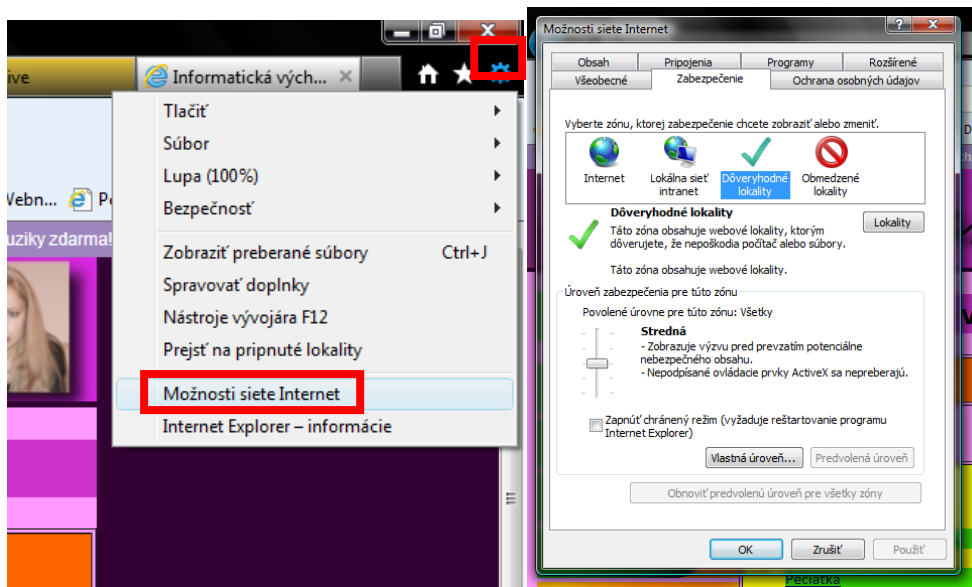 ive
Informatická vých...
Tlačiť
Súbor
Lupa (100%)
Bezpečnosť
Zobraziť preberané súbory Ctrl+J
Spravovať doplnky
Nástroje vývojára F12
Prejsť na pripnuté lokality
Možnosti siete Internet
Internet Explorer – informácie
Webn...
uziky zdarma!
Možnosti siete Internet
Obsah Pripojenia Programy Rozšírené
Všeobecné Zabezpečenie Ochrana osobných údajov
Vyberte zónu, ktorej zabezpečenie chcete zobraziť alebo zmeniť.
Internet Lokálna sieť intranet Dôveryhodné lokality Obmedzené lokality
Dôveryhodné lokality
Lokality
Táto zóna obsahuje webové lokality, ktorým
dôverujete, že nepoškodia počítač alebo súbory.
Táto zóna obsahuje webové lokality.
Úroveň zabezpečenia pre túto zónu
Povolené úrovne pre túto zónu: Všetky
Stredná
- Zobrazuje výzvu pred prevzatím potenciálne
nebezpečného obsahu.
- Nepodpísané ovládacie prvky ActiveX sa nepreberajú.
Zapnúť chránený režim (vyžaduje reštartovanie programu
Internet Explorer)
Vlastná úroveň... Predvolená úroveň
Obnoviť predvolenú úroveň pre všetky zóny
OK Zrušiť Použiť
Pečiatka